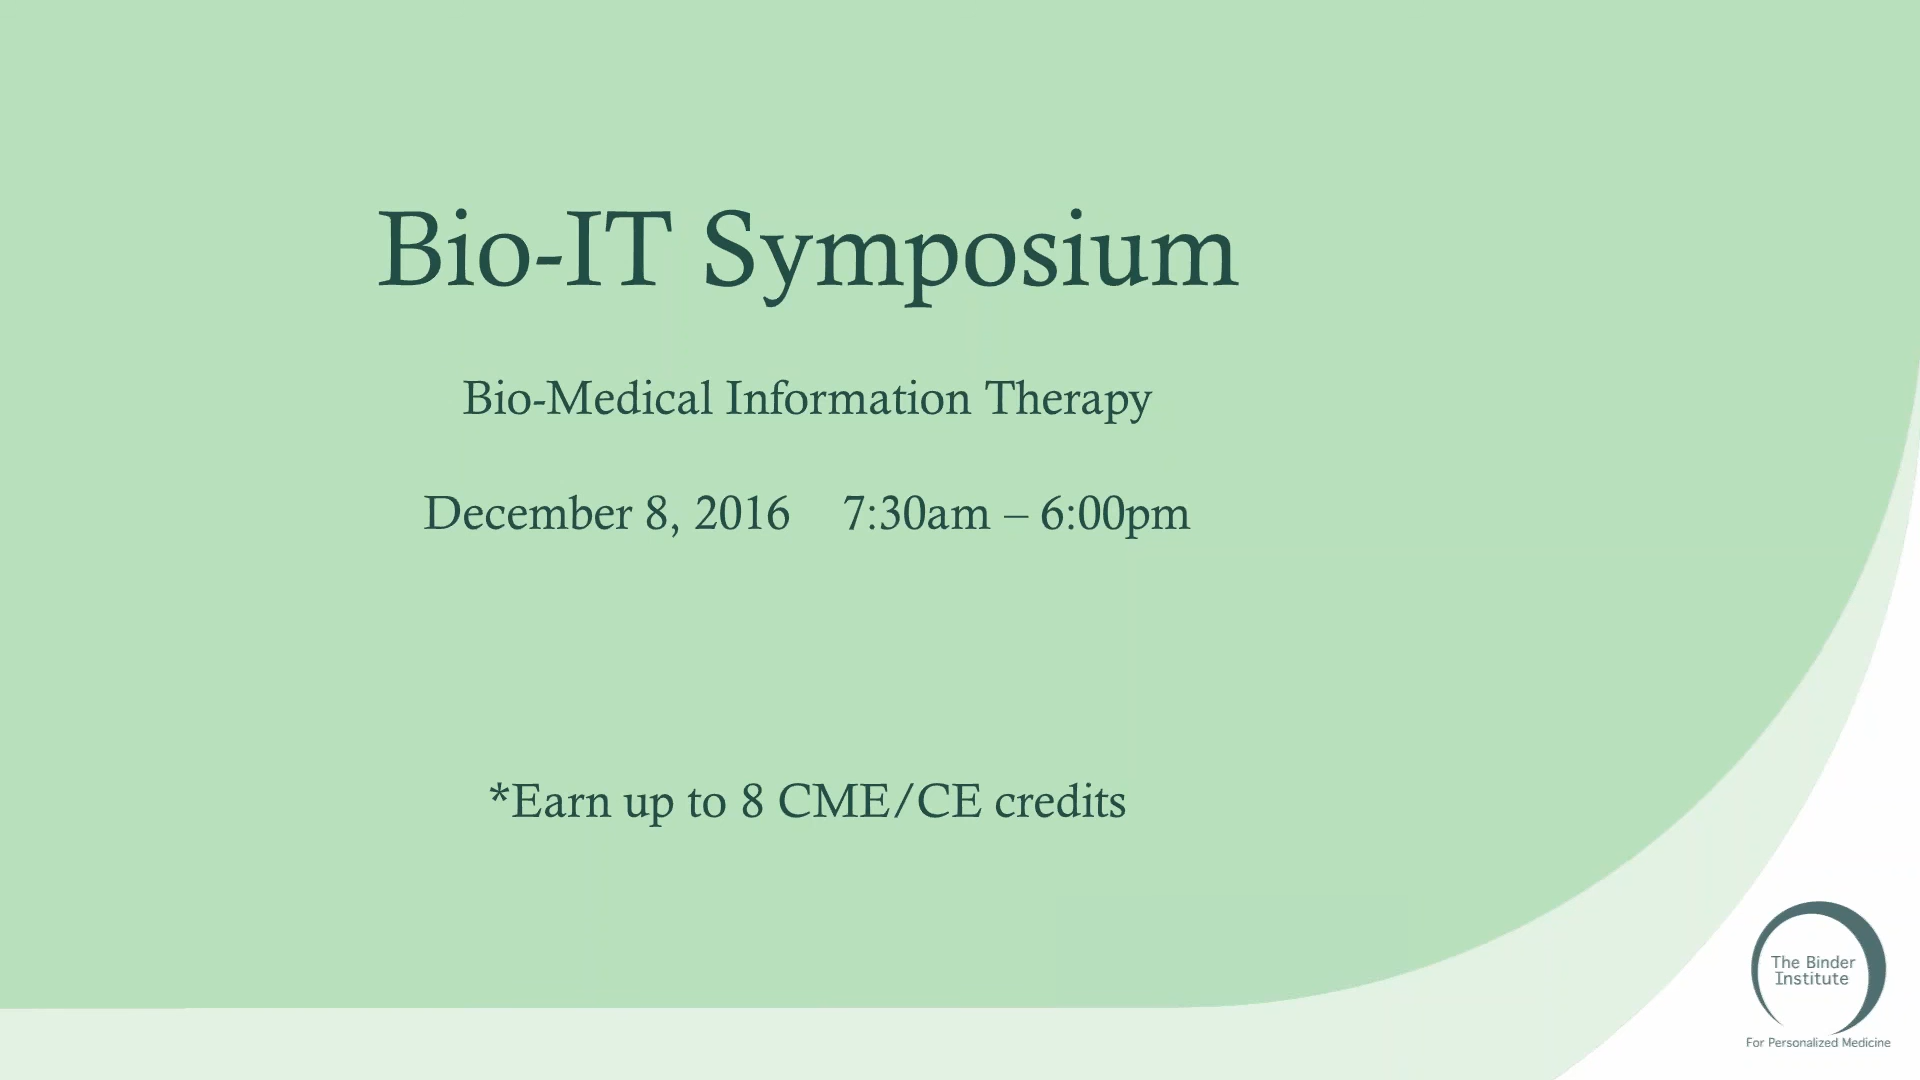 Bio-IT Symposium
Bio-Medical Information Therapy
December 8, 2016 7:30am – 6:00pm
*Earn up to 8 CME/CE credits
The Binder
Institute
For Personalized Medicine